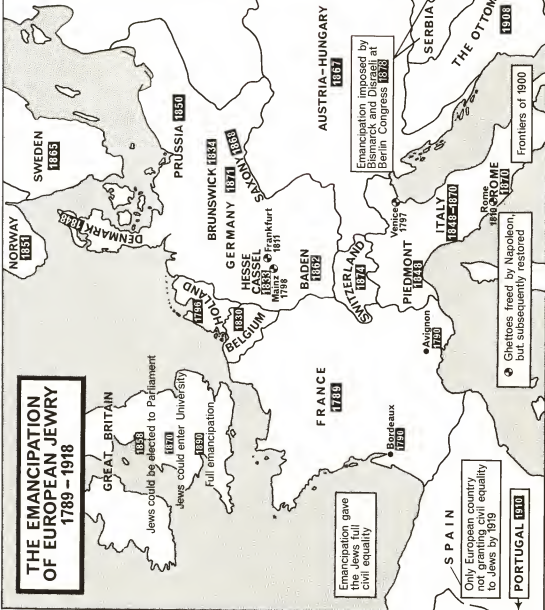 THE EMANCIPATION
OF EUROPEAN JEWRY
1789–1918
NORWAY
1851
SWEDEN
1865
DENMARK 1849
GREAT BRITAIN
1858
Jews could be elected to Parliament
1870
Jews could enter University
1890
Full emancipation
HOLLAND
1796
1830
BELGIUM
PRUSSIA 1850
BRUNSWICK 1834
GERMANY 1871
SAXONY 1868
HESSE
CASSEL
1833
Frankfurt
1811
Mainz
1798
BADEN
1862
AUSTRIA–HUNGARY
1867
Emancipation imposed by
Bismarck and Disraeli at
Berlin Congress 1878
SERBIA
THE OTTOM
1908
SWITZERLAND
1874
FRANCE
1789
Bordeaux
1790
Avignon
1790
PIEDMONT
1848
Venice
1797
ITALY
1848–1870
Rome
1810
ROME
1870
Emancipation gave
the Jews full
civil equality
SPAIN
Only European country
not granting civil equality
to Jews by 1919
PORTUGAL 1910
Ghettoes freed by Napoleon,
but subsequently restored
Frontiers of 1900